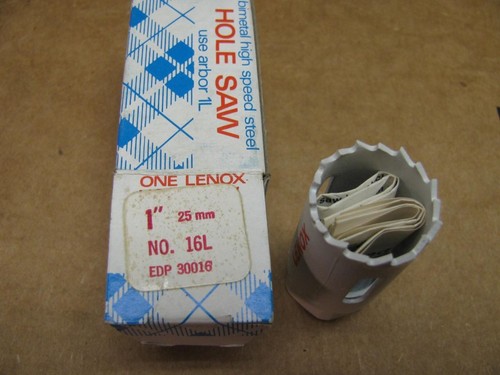 bimetal high speed steel
HOLE SAW
use arbor 1L
ONE LENOX
1" 25 mm
NO. 16L
EDP 30016